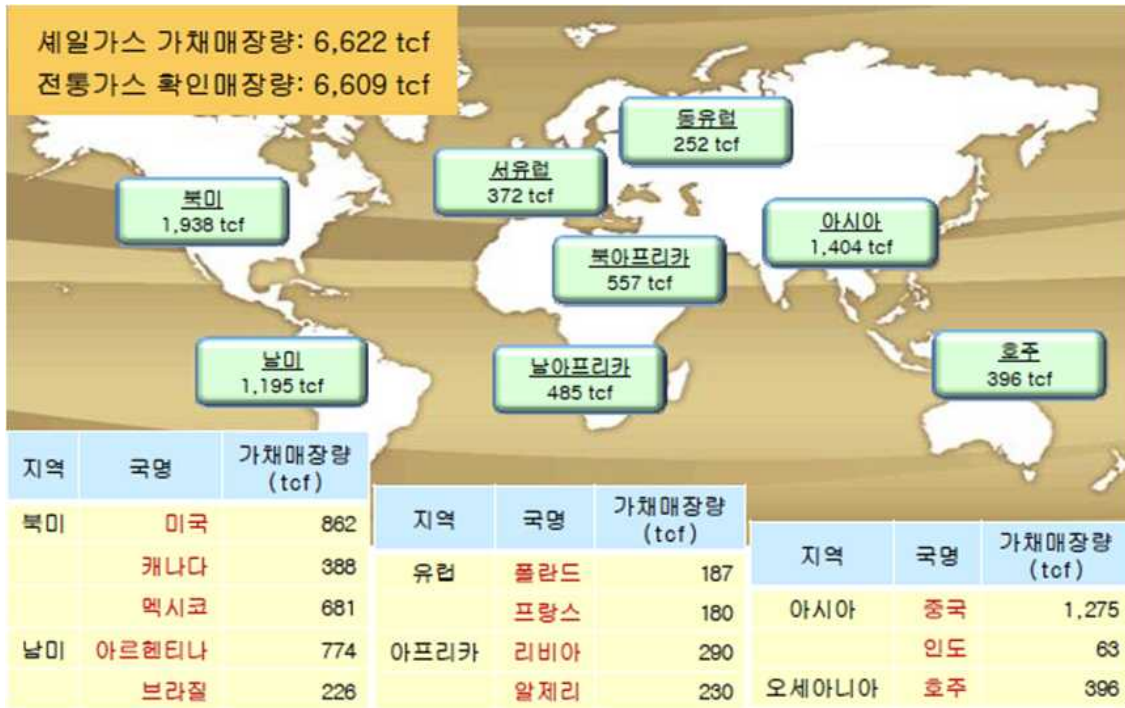 셰일가스 가채매장량: 6,622 tcf
전통가스 확인매장량: 6,609 tcf
동유럽
252 tcf
서유럽
372 tcf
북미
1,938 tcf
아시아
1,404 tcf
북아프리카
557 tcf
남미
1,195 tcf
남아프리카
485 tcf
호주
396 tcf
지역 국명 가채매장량
(tcf)
북미 미국 862
캐나다 388
멕시코 681
남미 아르헨티나 774
브라질 226
지역 국명 가채매장량
(tcf)
유럽 폴란드 187
프랑스 180
아프리카 리비아 290
알제리 230
지역 국명 가채매장량
(tcf)
아시아 중국 1,275
인도 63
오세아니아 호주 396